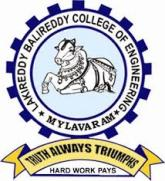 LAKIREDDY BALIREDDY COLLEGE OF ENGINEERING
MYLAVARAM
TRUTH ALWAYS TRIUMPHS
HARD WORK PAYS